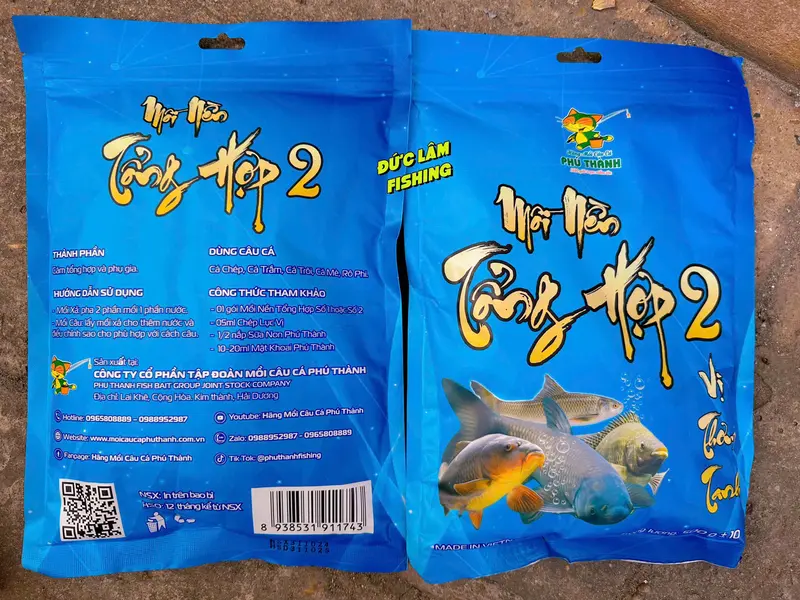 Mồi Nền
Tổng Hợp 2
THÀNH PHẦN
Cám tổng hợp và phụ gia.
HƯỚNG DẪN SỬ DỤNG
- Mồi Xả: pha 2 phần mồi 1 phần nước.
- Mồi Câu: lấy mồi xả cho thêm nước và
điều chỉnh sao cho phù hợp với cách câu.
DÙNG CÂU CÁ
Cá Chép, Cá Trắm, Cá Trôi, Cá Mè, Rô Phi.
CÔNG THỨC THAM KHẢO
- 01 gói Mồi Nền Tổng Hợp Số 1 hoặc Số 2
- 05ml Chép Lục Vị
- 1/2 nắp Sữa Non Phú Thành
- 10-20ml Mật Khoai Phú Thành
Sản xuất tại:
CÔNG TY CỔ PHẦN TẬP ĐOÀN MỒI CÂU CÁ PHÚ THÀNH
PHU THANH FISH BAIT GROUP JOINT STOCK COMPANY
Địa chỉ: Lai Khê, Cộng Hòa, Kim thành, Hải Dương
Hotline: 0965808889 - 0988952987
Website: www.moicaucaphuthanh.com.vn
Fanpage: Hãng Mồi Câu Cá Phú Thành
Youtube: Hãng Mồi Câu Cá Phú Thành
Zalo: 0988952987 - 0965808889
Tik-Tok: @phuthanhfishing
NSX: In trên bao bì
HSD: 12 tháng kể từ NSX
8 938531 911743
ĐỨC LÂM
FISHING
Hãng Mồi Câu Cá
PHÚ THÀNH
Mồi Nền
Tổng Hợp 2
Vị
Thơm
Tanh
MADE IN VIETN
lượng: 500 g ±10